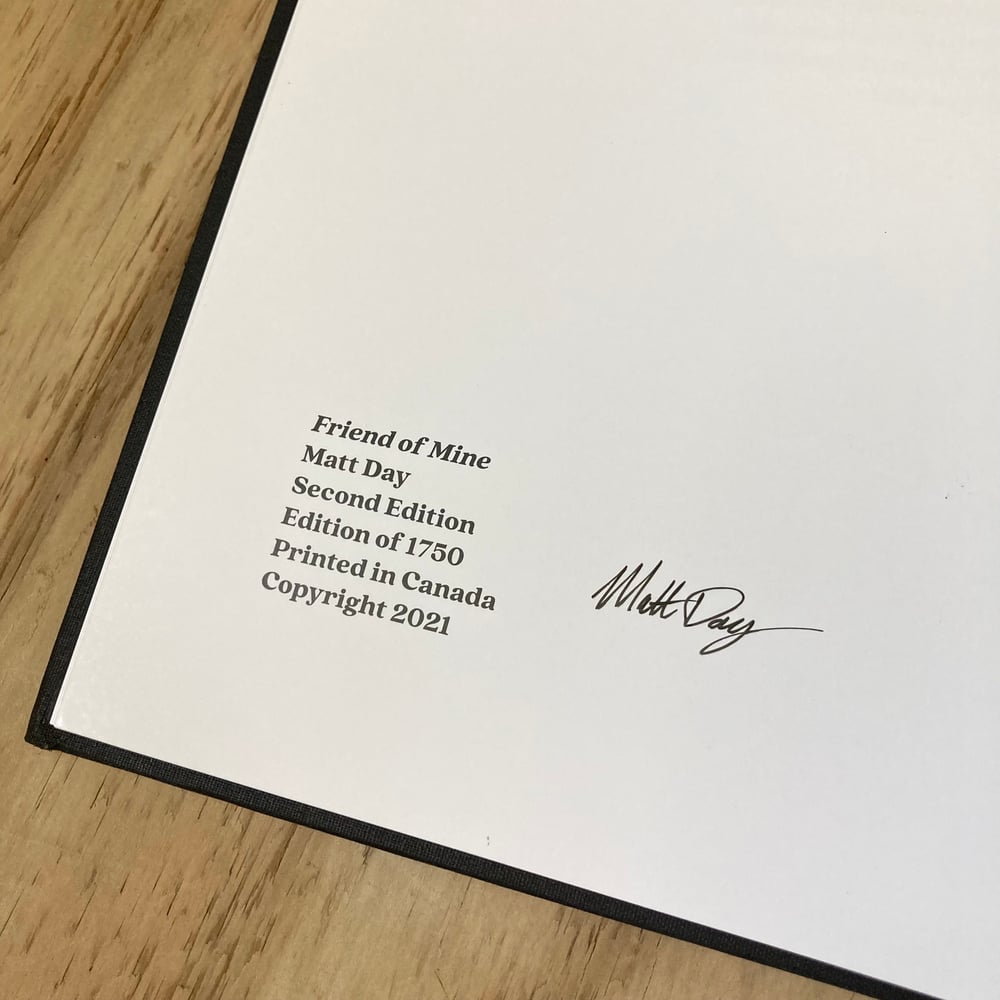 Friend of Mine
Matt Day
Second Edition
Edition of 1750
Printed in Canada
Copyright 2021
Matt Day